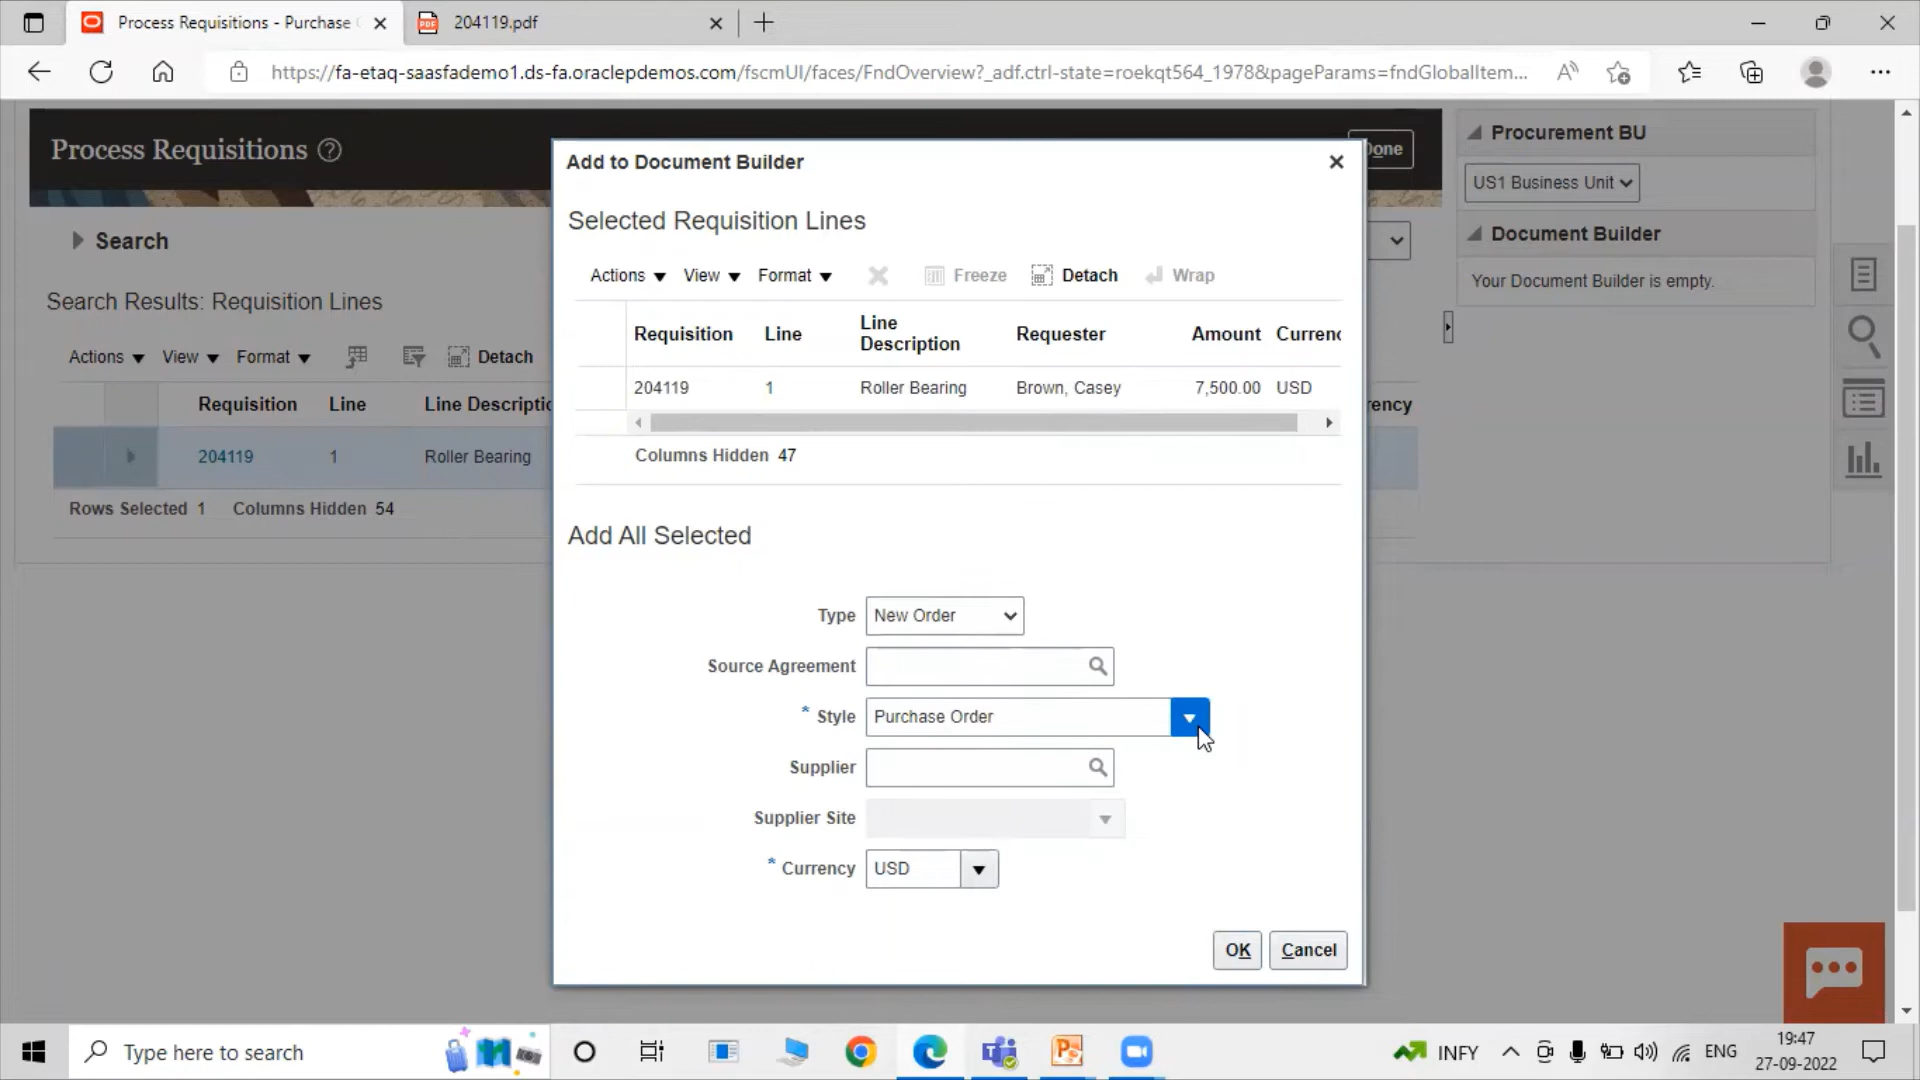 Process Requisitions - Purchase
204119.pdf
https://fa-etaq-saasfademo1.ds-fa.oraclepdemos.com/fscmUI/faces/FndOverview?_adf.ctrl-state=roekqt564_1978&pageParams=fndGlobalItem...
Process Requisitions
Done
Procurement BU
US1 Business Unit
Document Builder
Your Document Builder is empty.
Search
Search Results: Requisition Lines
Actions View Format Detach
Requisition Line Line Descriptic
204119 1 Roller Bearing
Rows Selected 1 Columns Hidden 54
Add to Document Builder
Selected Requisition Lines
Actions View Format Freeze Detach Wrap
Requisition Line Line Description Requester Amount Currenc
204119 1 Roller Bearing Brown, Casey 7,500.00 USD
Columns Hidden 47
Add All Selected
Type New Order
Source Agreement
* Style Purchase Order
Supplier
Supplier Site
* Currency USD
OK Cancel
Type here to search
INFY
ENG
19:47
27-09-2022